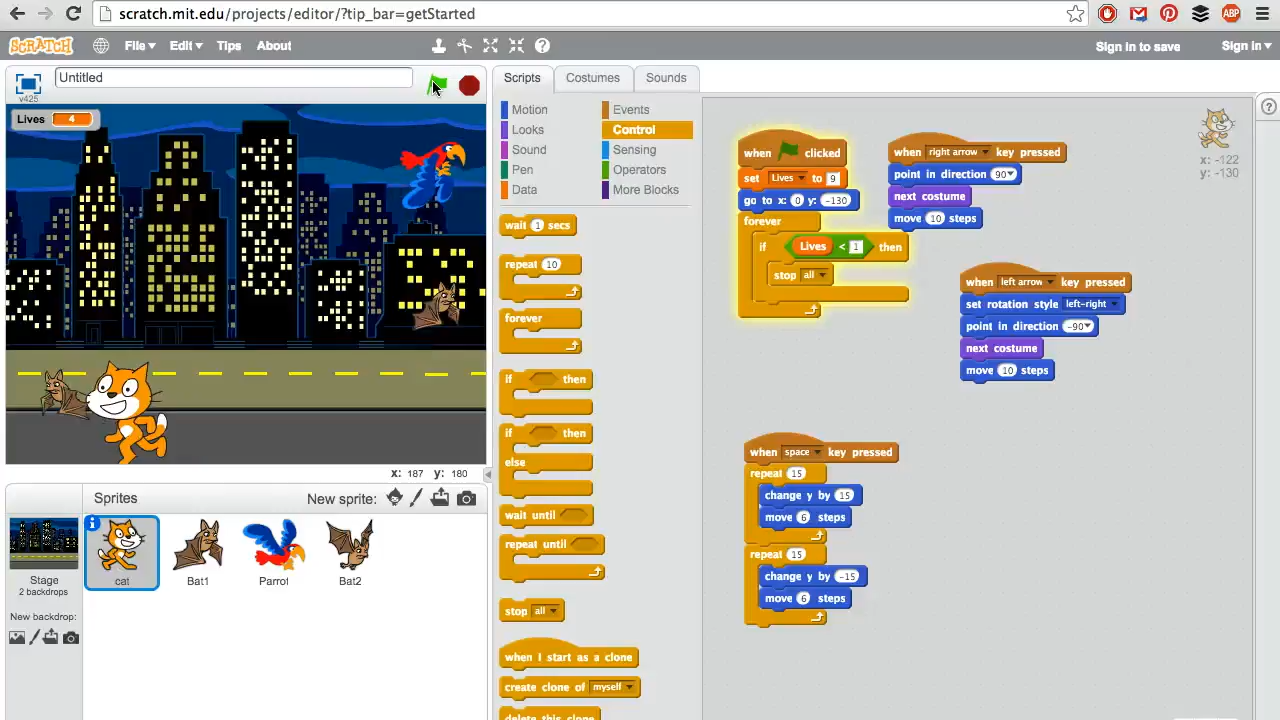 scratch.mit.edu/projects/editor/?tip_bar=getStarted
ABP
SCRATCH
File Edit Tips About
Sign in to save
Sign in
v425
Untitled
Lives 4
x: 187 y: 180
Sprites
New sprite:
Stage
2 backdrops
New backdrop:
cat
Bat1
Parrot
Bat2
Scripts Costumes Sounds
Motion Events
Looks Control
Sound Sensing
Pen Operators
Data More Blocks
wait 1 secs
repeat 10
forever
if then
if then
else
wait until
repeat until
stop all
when I start as a clone
create clone of myself
delete this clone
when clicked
set Lives to 9
go to x: 0 y: -130
forever
if Lives < 1 then
stop all
when right arrow key pressed
point in direction 90
next costume
move 10 steps
when left arrow key pressed
set rotation style left-right
point in direction -90
next costume
move 10 steps
when space key pressed
repeat 15
change y by 15
move 6 steps
repeat 15
change y by -15
move 6 steps
x: -122
y: -130
?